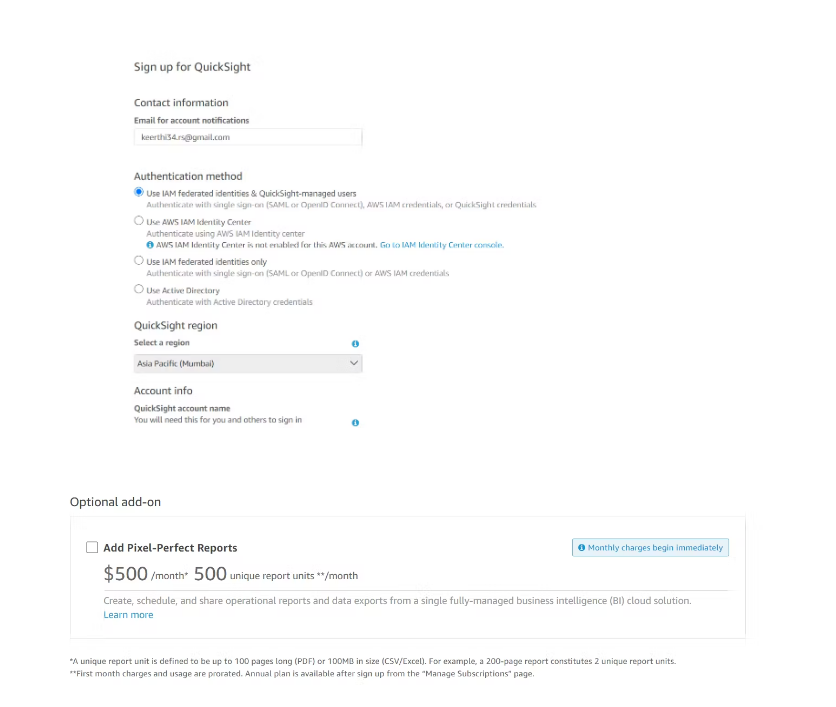 Sign up for QuickSight
Contact information
Email for account notifications
keerthi34.rs@gmail.com
Authentication method
Use IAM federated identities & QuickSight-managed users
Authenticate with single sign-on (SAML or OpenID Connect), AWS IAM credentials, or QuickSight credentials
Use AWS IAM Identity Center
Authenticate using AWS IAM Identity center
AWS IAM Identity Center is not enabled for this AWS account. Go to IAM Identity Center console.
Use IAM federated identities only
Authenticate with single sign-on (SAML or OpenID Connect) or AWS IAM credentials
Use Active Directory
Authenticate with Active Directory credentials
QuickSight region
Select a region
Asia Pacific (Mumbai)
Account info
QuickSight account name
You will need this for you and others to sign in
Optional add-on
Add Pixel-Perfect Reports
Monthly charges begin immediately
$500 /month* 500 unique report units **/month
Create, schedule, and share operational reports and data exports from a single fully-managed business intelligence (BI) cloud solution.
Learn more
*A unique report unit is defined to be up to 100 pages long (PDF) or 100MB in size (CSV/Excel). For example, a 200-page report constitutes 2 unique report units.
**First month charges and usage are prorated. Annual plan is available after sign up from the "Manage Subscriptions" page.